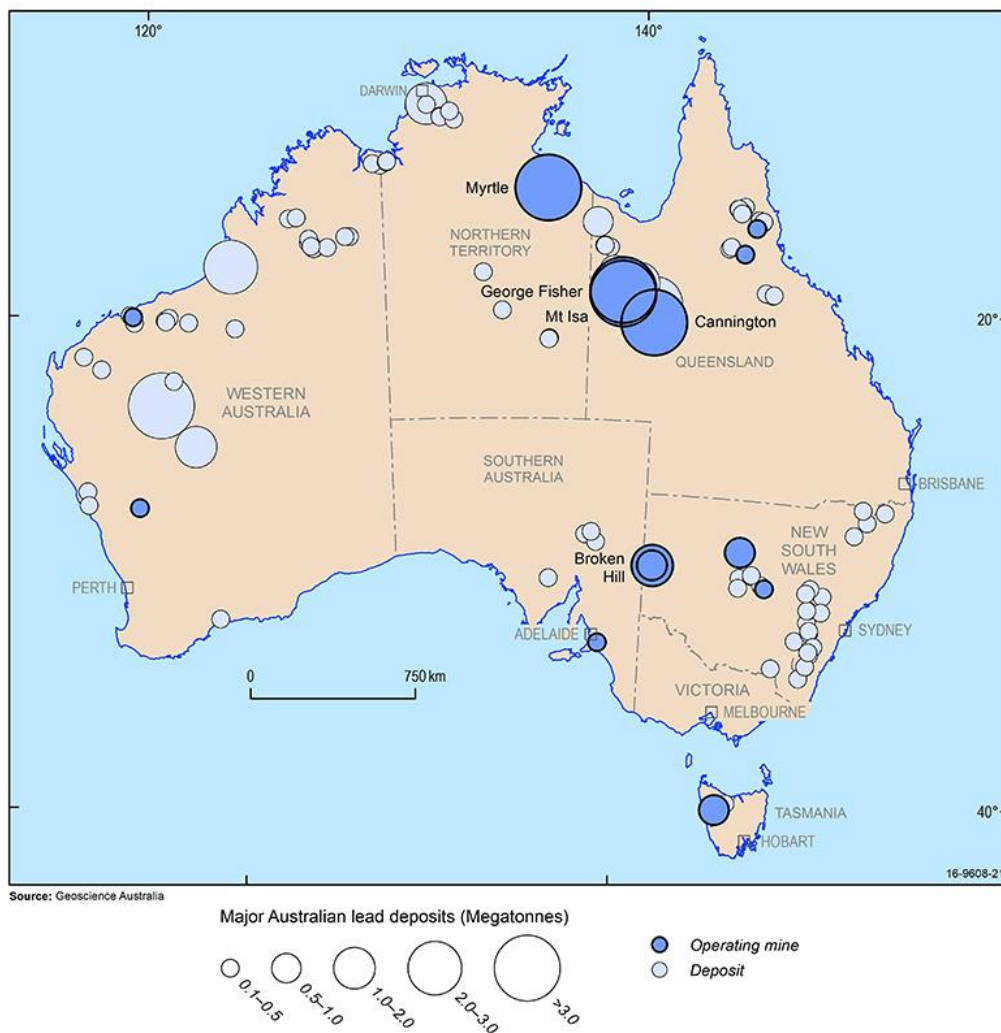 120°
140°
DARWIN
Myrtle
NORTHERN
TERRITORY
George Fisher
Mt Isa
Cannington
20°
QUEENSLAND
WESTERN
AUSTRALIA
SOUTHERN
AUSTRALIA
BRISBANE
NEW
SOUTH
WALES
Broken
Hill
PERTH
ADELAIDE
SYDNEY
0
750 km
VICTORIA
MELBOURNE
TASMANIA
40°
HOBART
16-9608-21
Source: Geoscience Australia
Major Australian lead deposits (Megatonnes)
0.1–0.5
0.5–1.0
1.0–2.0
2.0–3.0
>3.0
Operating mine
Deposit